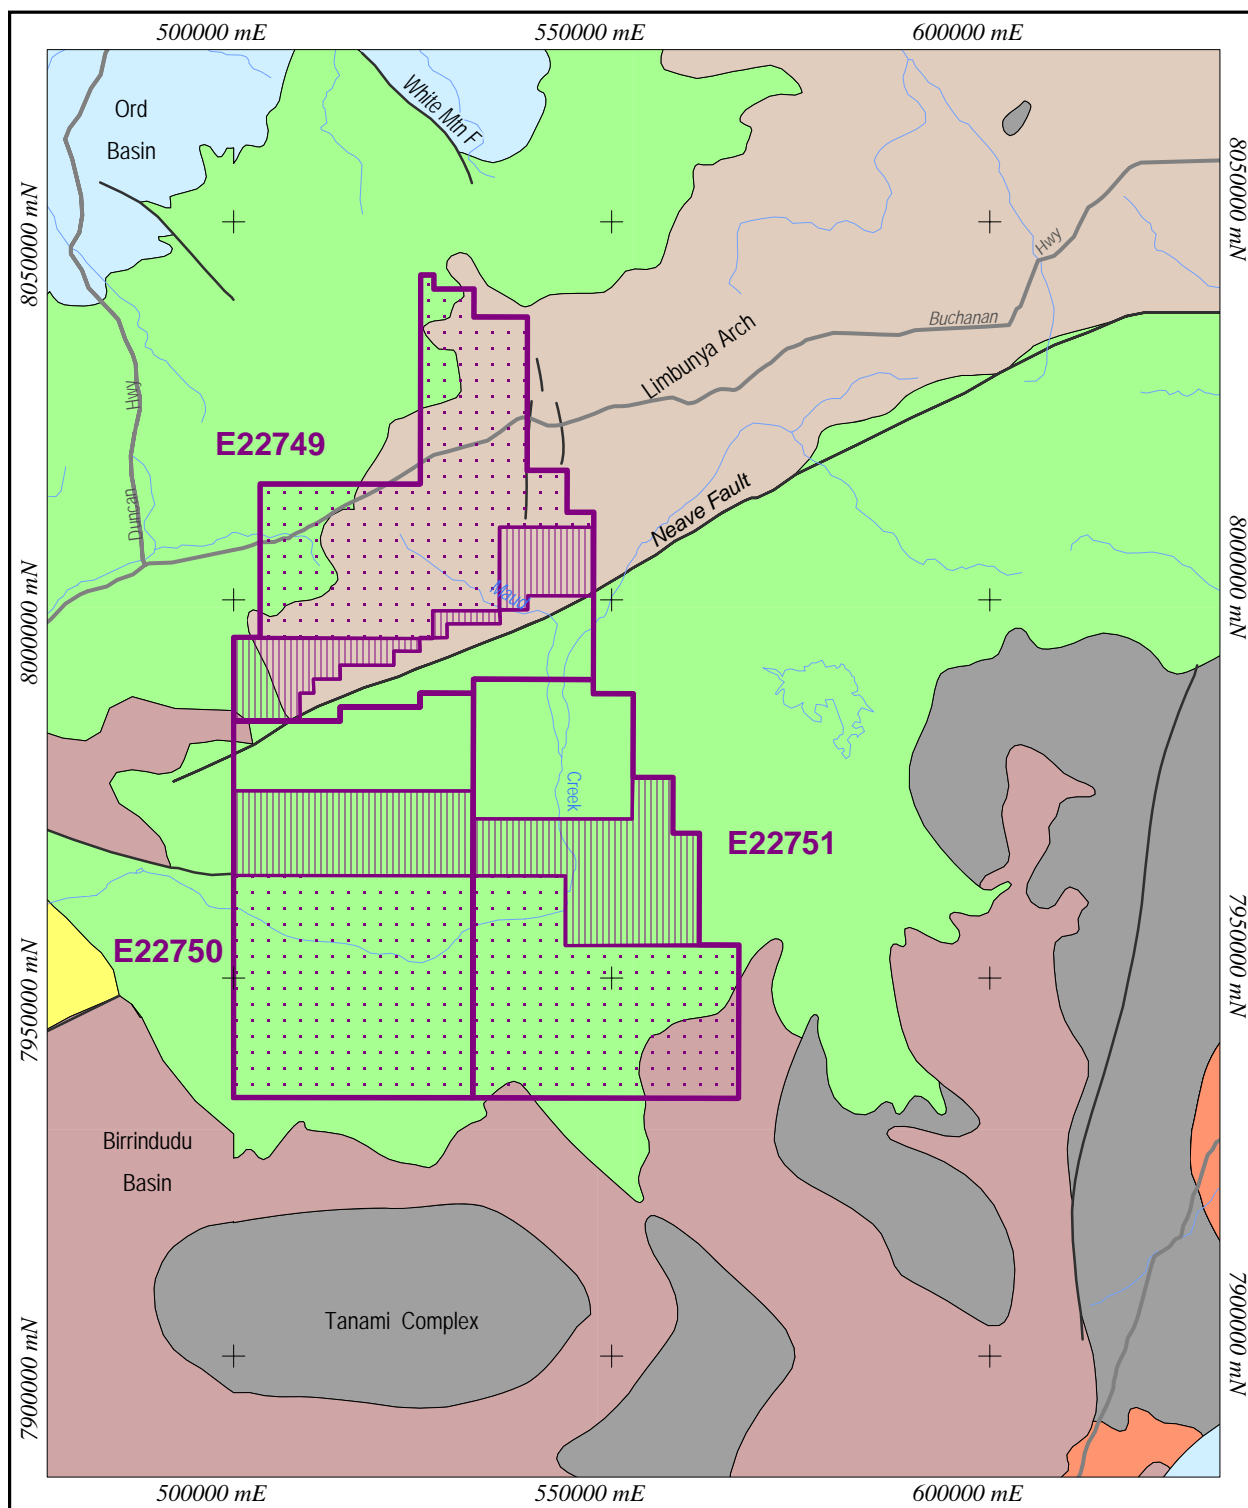 500000 mE
550000 mE
600000 mE
Ord
Basin
White Mtn F
8050000 mN
8050000 mN
Hwy
Buchanan
Limbunya Arch
Hwy
Duncan
E22749
Neave Fault
Maud
8000000 mN
8000000 mN
Creek
E22751
E22750
7950000 mN
7950000 mN
Birrindudu
Basin
Tanami Complex
7900000 mN
7900000 mN
500000 mE
550000 mE
600000 mE